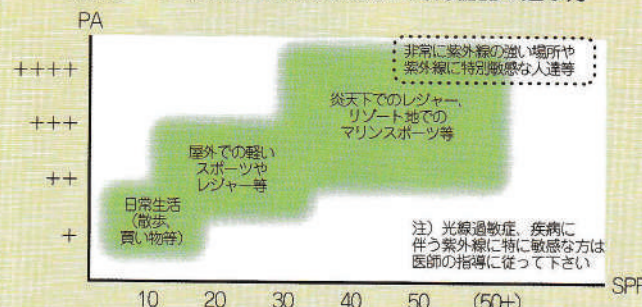 PA
++++
+++
++
+
非常に紫外線の強い場所や
紫外線に特別敏感な人達等
炎天下でのレジャー、
リゾート地での
マリンスポーツ等
屋外での軽い
スポーツや
レジャー等
日常生活
(散歩、
買い物等)
注)光線過敏症、疾病に
伴う紫外線に特に敏感な方は
医師の指導に従って下さい
10 20 30 40 50 (50+)
SPF